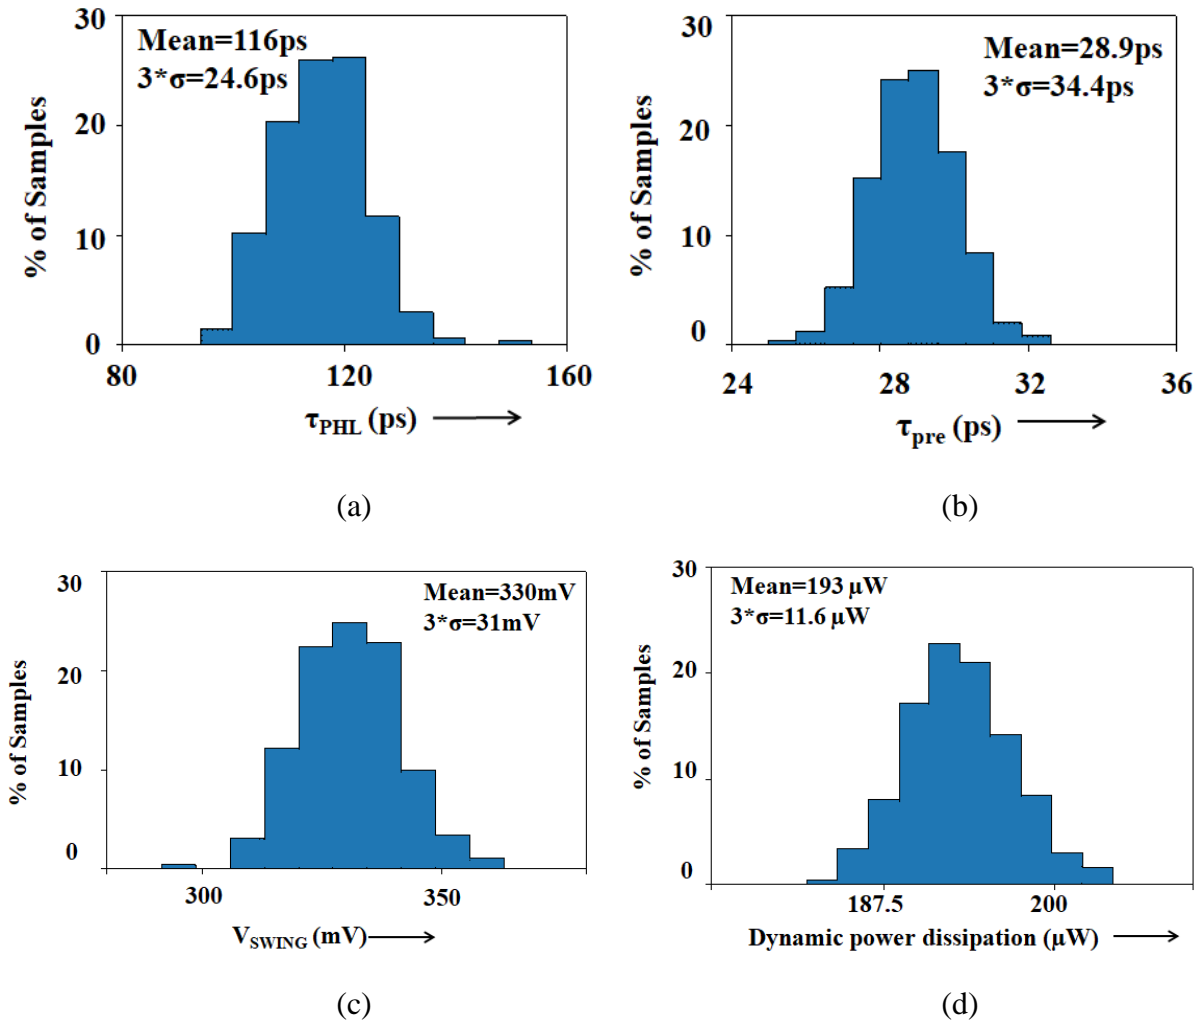 30
20
10
0
% of Samples
Mean=116ps
3*σ=24.6ps
80 120 160
τPHL (ps)
(a)
30
20
10
0
% of Samples
Mean=28.9ps
3*σ=34.4ps
24 28 32 36
τpre (ps)
(b)
30
20
10
0
% of Samples
Mean=330mV
3*σ=31mV
300 350
VSWING (mV)
(c)
30
20
10
0
% of Samples
Mean=193 μW
3*σ=11.6 μW
187.5 200
Dynamic power dissipation (μW)
(d)